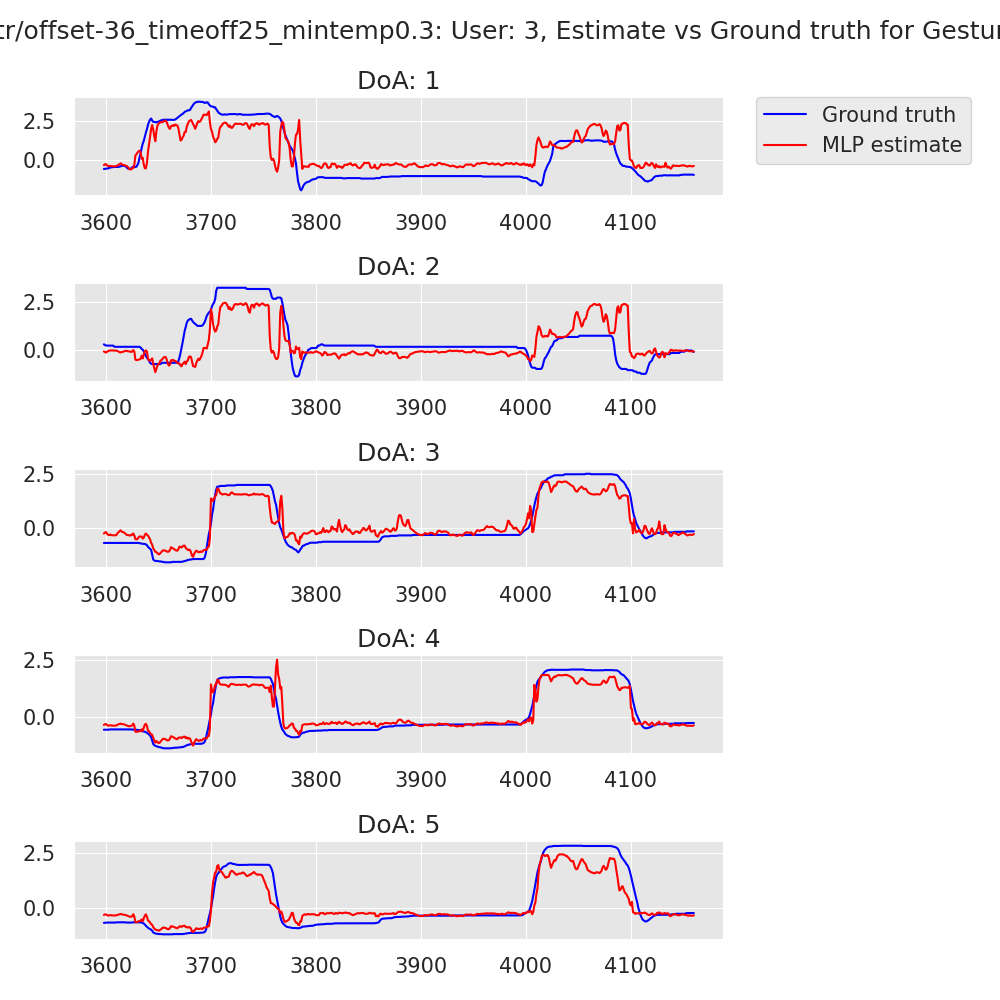 tr/offset-36_timeoff25_mintemp0.3: User: 3, Estimate vs Ground truth for Gestur
DoA: 1
Ground truth
MLP estimate
2.5
0.0
3600 3700 3800 3900 4000 4100
DoA: 2
2.5
0.0
3600 3700 3800 3900 4000 4100
DoA: 3
2.5
0.0
3600 3700 3800 3900 4000 4100
DoA: 4
2.5
0.0
3600 3700 3800 3900 4000 4100
DoA: 5
2.5
0.0
3600 3700 3800 3900 4000 4100